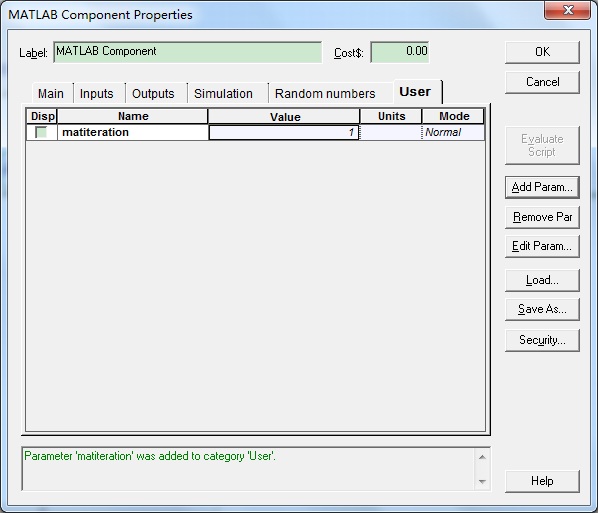 MATLAB Component Properties
Label: MATLAB Component Cost$: 0.00
OK
Cancel
Main Inputs Outputs Simulation Random numbers User
Disp Name Value Units Mode
matiteration 1 Normal
Evaluate
Script
Add Param...
Remove Par
Edit Param...
Load...
Save As...
Security...
Parameter 'matiteration' was added to category 'User'.
Help